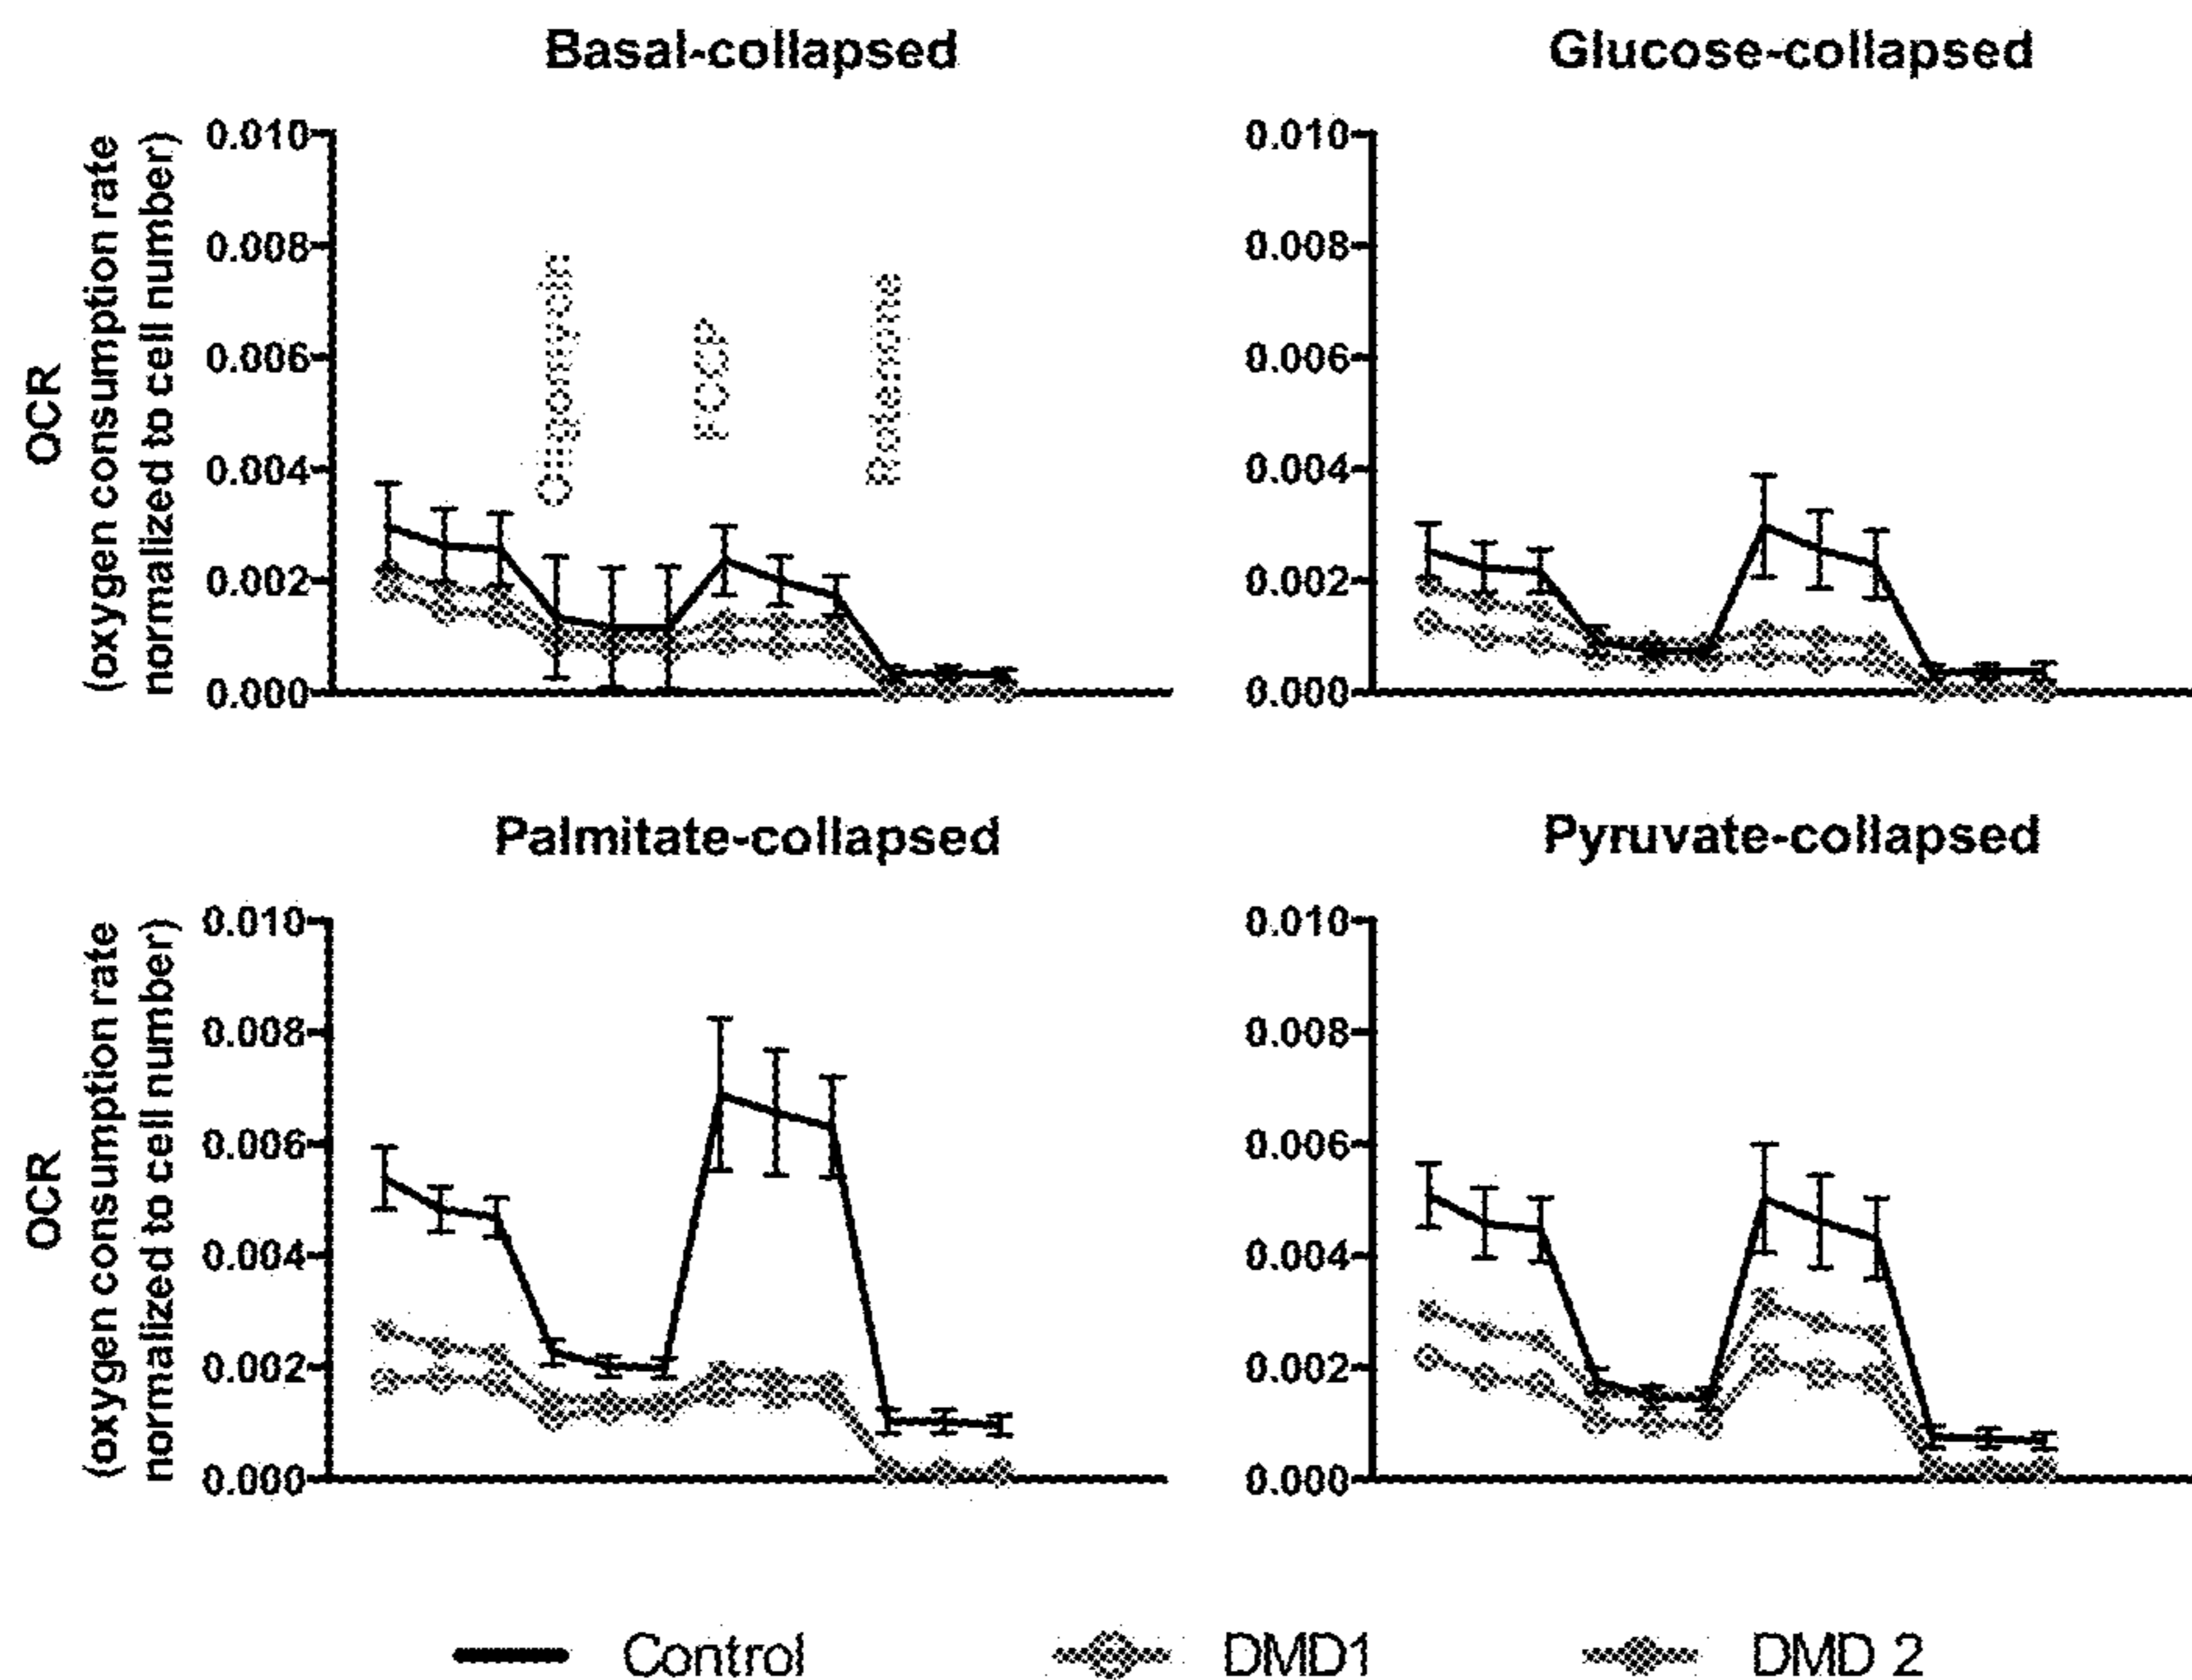 Basal-collapsed
Glucose-collapsed
OCR
(oxygen consumption rate
normalized to cell number)
0.010
0.008
0.006
0.004
0.002
0.000
Oligomycin
FCCP
Rotenone
0.010
0.008
0.006
0.004
0.002
0.000
Palmitate-collapsed
Pyruvate-collapsed
OCR
(oxygen consumption rate
normalized to cell number)
0.010
0.008
0.006
0.004
0.002
0.000
0.010
0.008
0.006
0.004
0.002
0.000
Control
DMD1
DMD 2